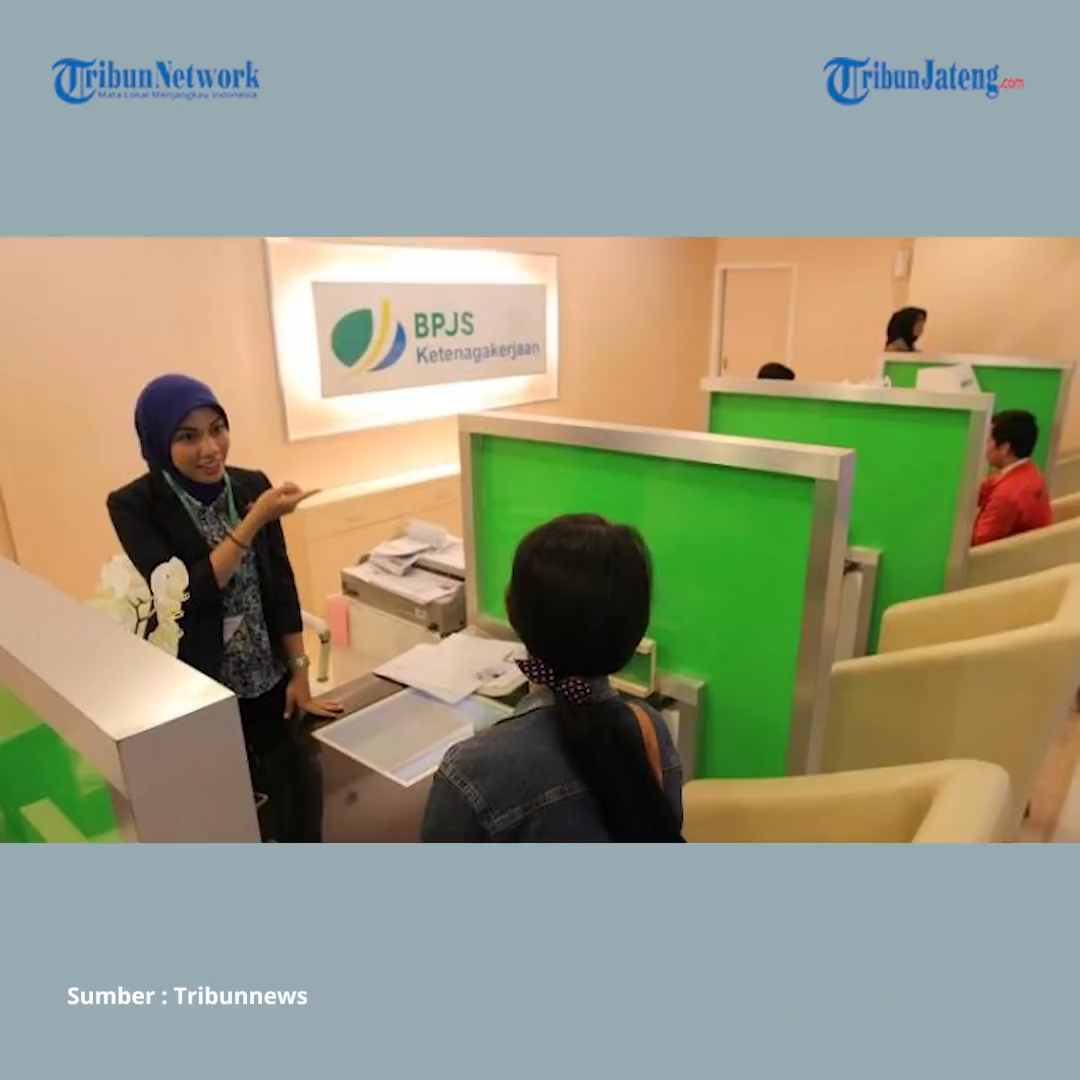 TribunNetwork
Mata Lokal Menjangkau Indonesia
TribunJateng.com
BPJS
Ketenagakerjaan
Sumber : Tribunnews